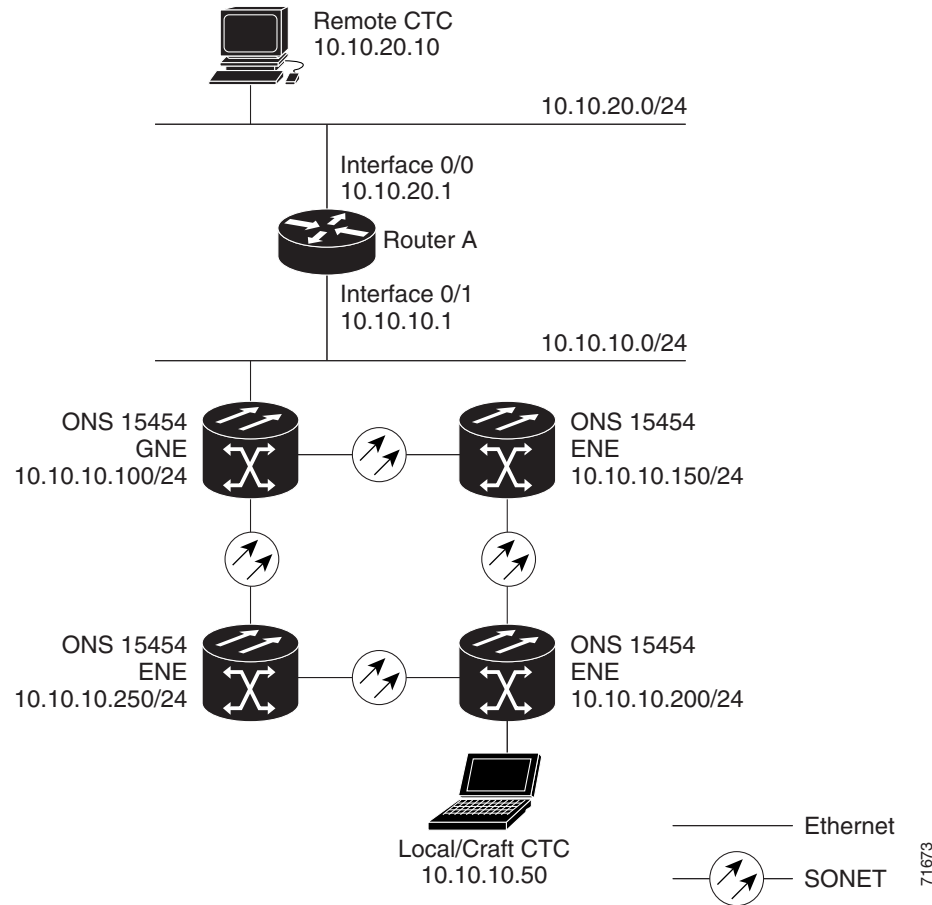 Remote CTC
10.10.20.10
10.10.20.0/24
Interface 0/0
10.10.20.1
Router A
Interface 0/1
10.10.10.1
10.10.10.0/24
ONS 15454
GNE
10.10.10.100/24
ONS 15454
ENE
10.10.10.150/24
ONS 15454
ENE
10.10.10.250/24
ONS 15454
ENE
10.10.10.200/24
Local/Craft CTC
10.10.10.50
Ethernet
SONET
71673